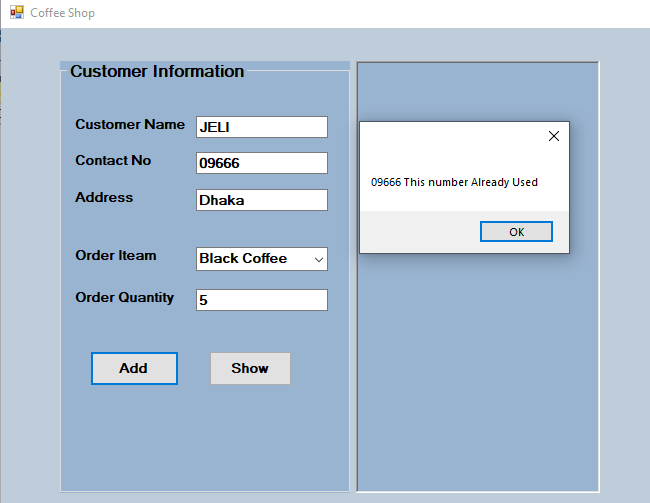 Coffee Shop
Customer Information
Customer Name JELI
Contact No 09666
Address Dhaka
Order Iteam Black Coffee
Order Quantity 5
Add Show
09666 This number Already Used
OK